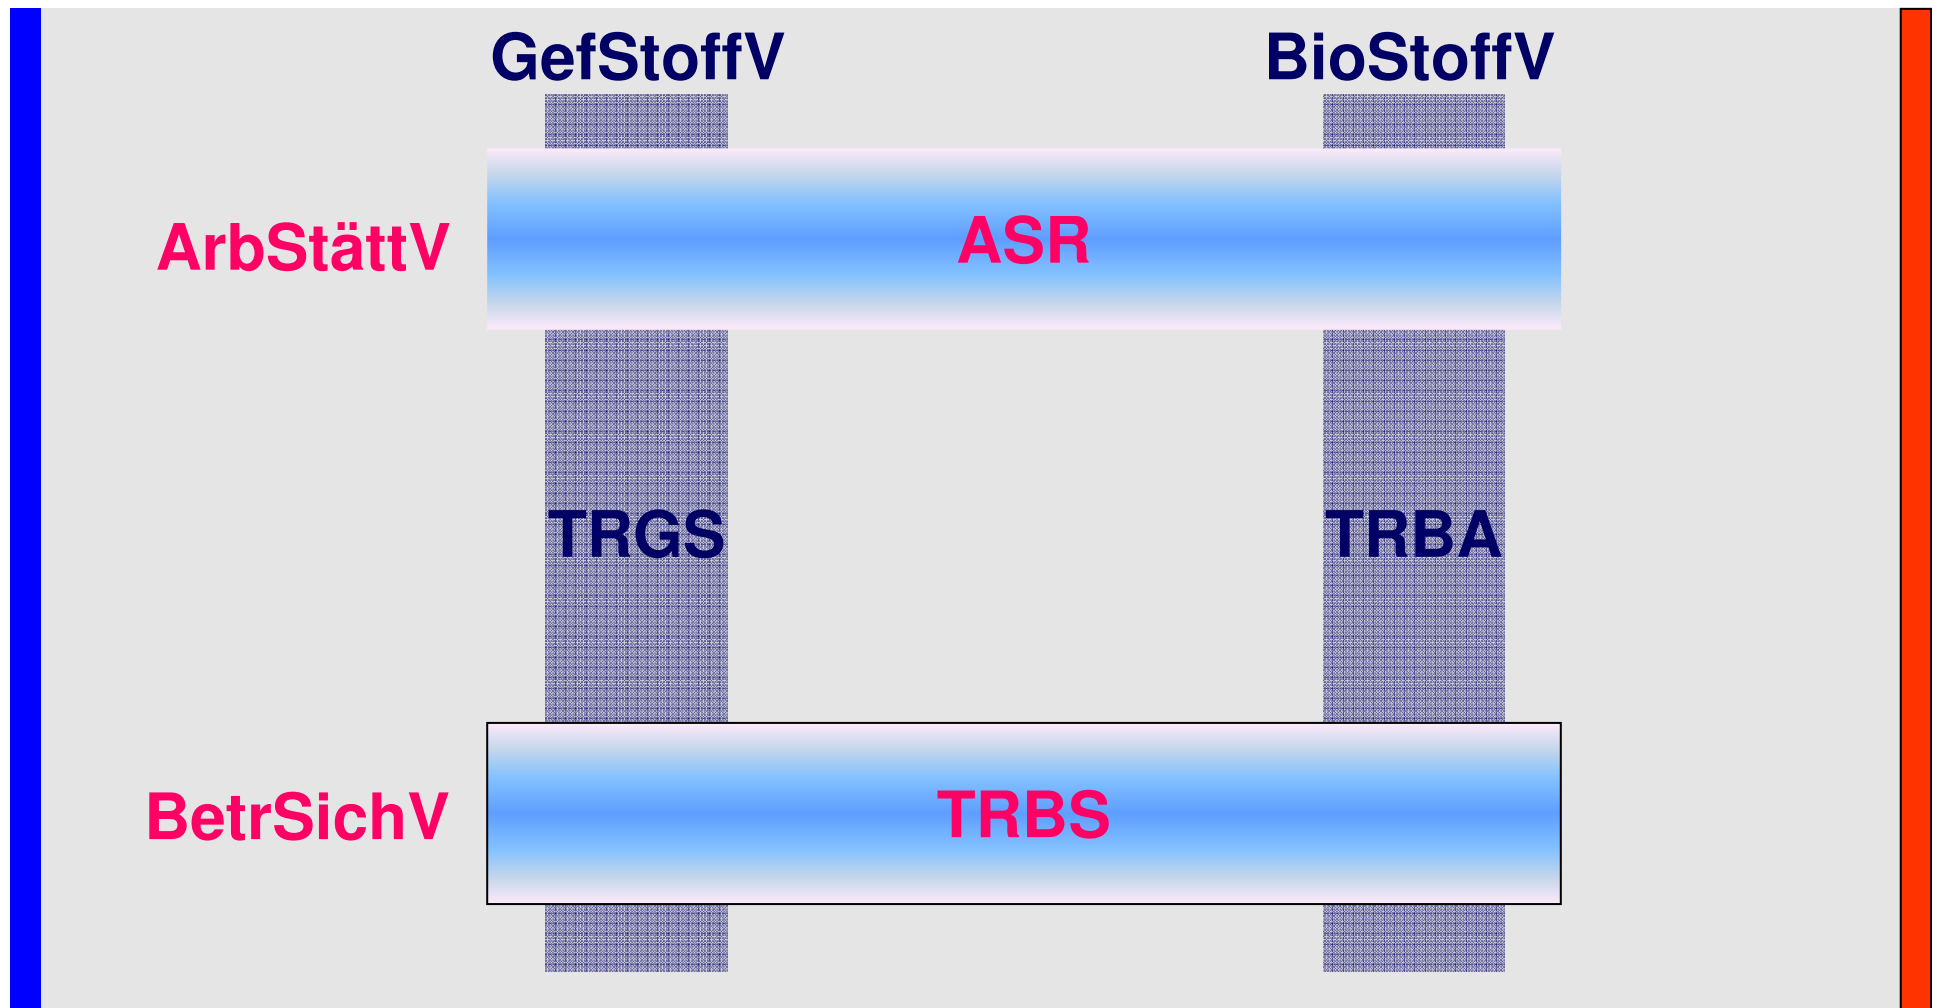 GefStoffV BioStoffV
ArbStättV ASR
TRGS TRBA
BetrSichV TRBS